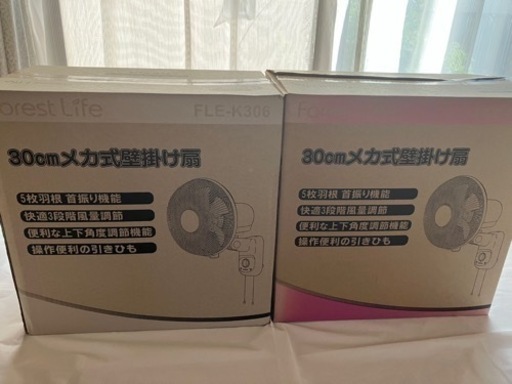 Forest Life
FLE-K306
30cmメカ式壁掛け扇
5枚羽根 首振り機能
快適3段階風量調節
便利な上下角度調節機能
操作便利の引きひも
30cmメカ式壁掛け扇
5枚羽根 首振り機能
快適3段階風量調節
便利な上下角度調節機能
操作便利の引きひも